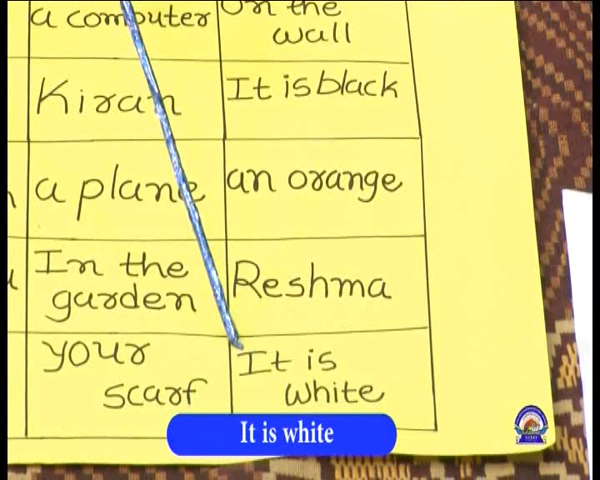 a computer
On the
wall
Kiran
It is black
a plane
an orange
In the
garden
Reshma
your
scarf
It is
white
It is white